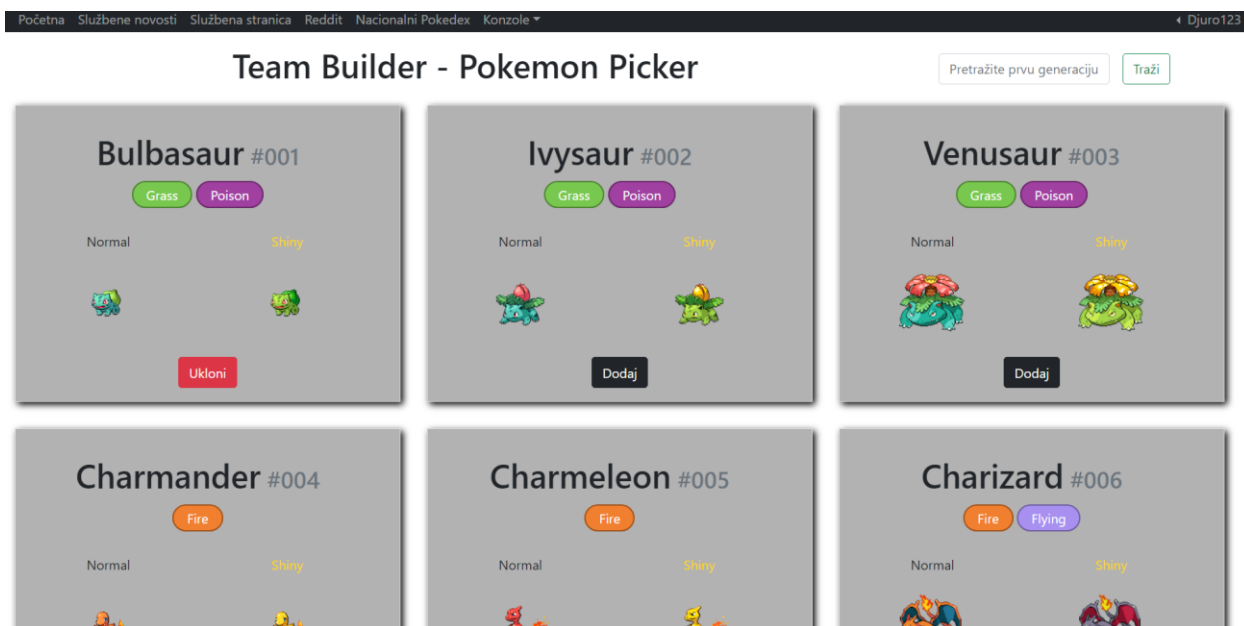 Početna Službene novosti Službena stranica Reddit Nacionalni Pokedex Konzole Djuro123
Team Builder - Pokemon Picker
Pretražite prvu generaciju Traži
Bulbasaur #001
Grass Poison
Normal Shiny
Ukloni
Ivysaur #002
Grass Poison
Normal Shiny
Dodaj
Venusaur #003
Grass Poison
Normal Shiny
Dodaj
Charmander #004
Fire
Normal Shiny
Charmeleon #005
Fire
Normal Shiny
Charizard #006
Fire Flying
Normal Shiny